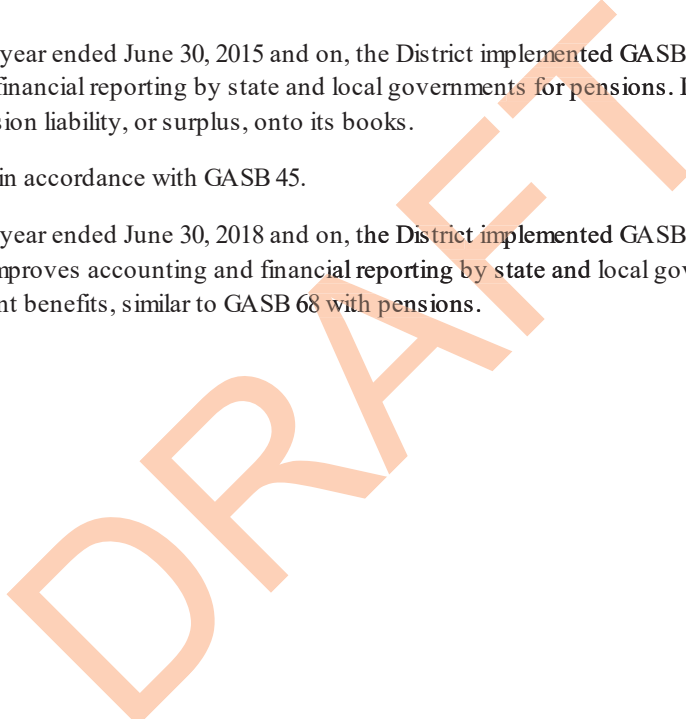 year ended June 30, 2015 and on, the District implemented GASB
financial reporting by state and local governments for pensions.
sion liability, or surplus, onto its books.
in accordance with GASB 45.
year ended June 30, 2018 and on, the District implemented GASB
mproves accounting and financial reporting by state and local gov
nt benefits, similar to GASB 68 with pensions.
DRAFT